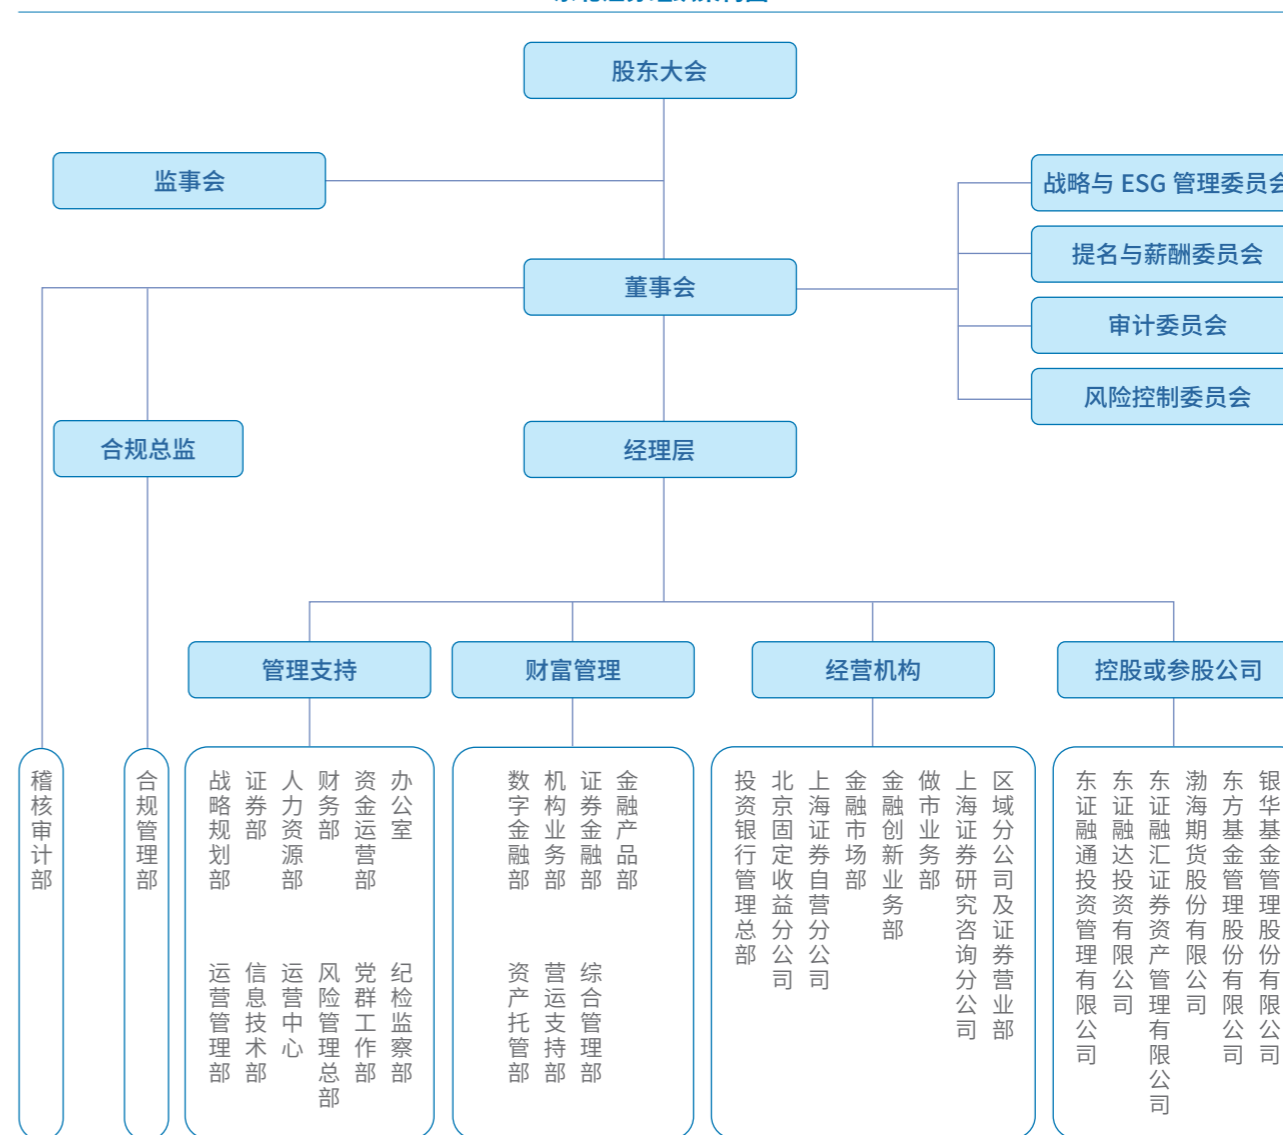 股东大会
监事会
战略与 ESG 管理委员会
提名与薪酬委员会
董事会
审计委员会
风险控制委员会
合规总监
经理层
管理支持
财富管理
经营机构
控股或参股公司
稽核审计部
合规管理部
战略规划部
证券部
人力资源部
财务部
资金运营部
办公室
运营管理部
信息技术部
运营中心
风险管理总部
党群工作部
纪检监察部
数字金融部
机构业务部
证券金融部
金融产品部
资产托管部
营运支持部
综合管理部
投资银行管理总部
北京固定收益分公司
上海证券自营分公司
金融市场部
金融创新业务部
做市业务部
上海证券研究咨询分公司
区域分公司及证券营业部
东证融通投资管理有限公司
东证融达投资有限公司
东证融汇证券资产管理有限公司
渤海期货股份有限公司
东方基金管理股份有限公司
银华基金管理股份有限公司